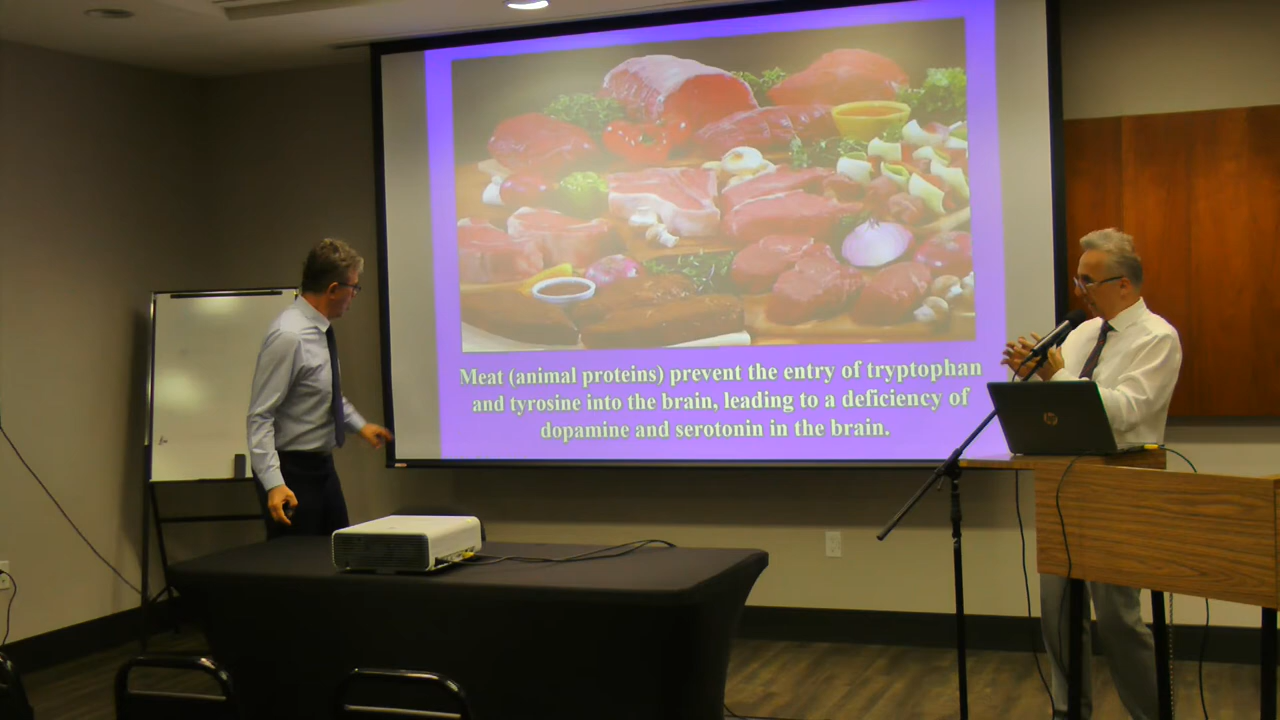 Meat (animal proteins) prevent the entry of tryptophan
and tyrosine into the brain, leading to a deficiency of
dopamine and serotonin in the brain.
hp